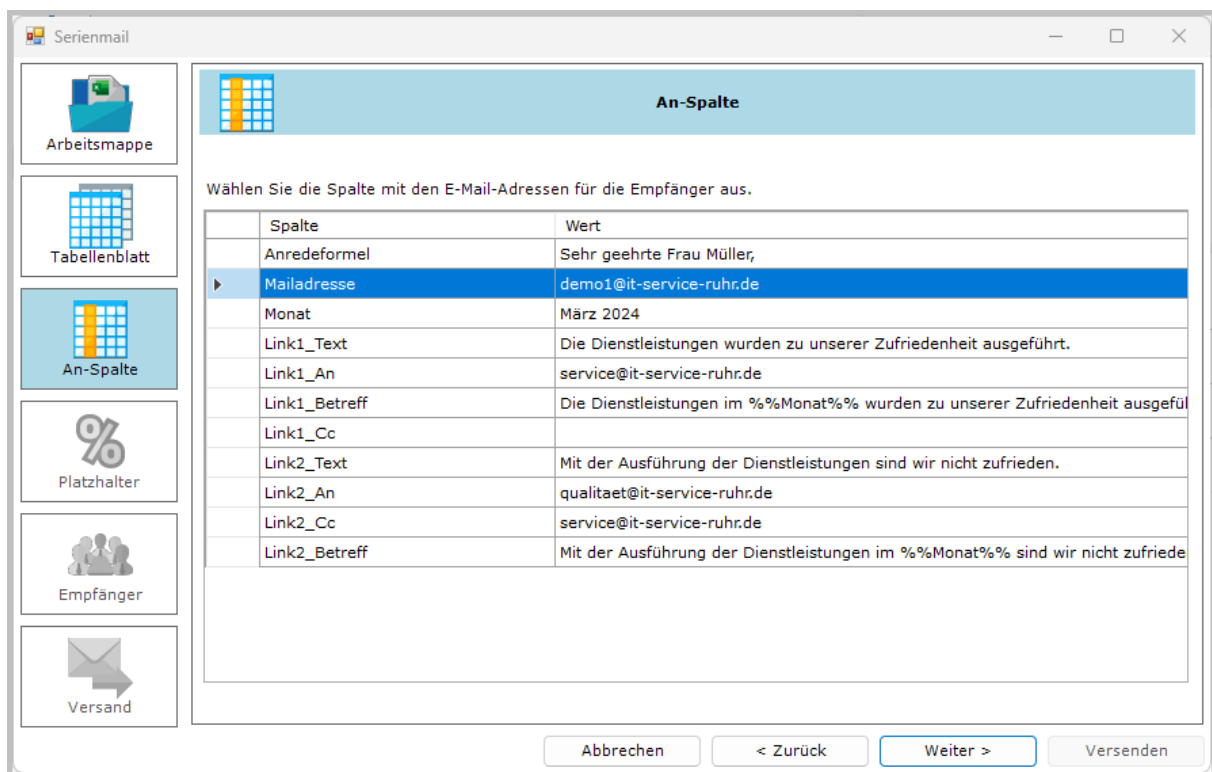 Serienmail
Arbeitsmappe
Tabellenblatt
An-Spalte
Platzhalter
Empfänger
Versand
An-Spalte
Wählen Sie die Spalte mit den E-Mail-Adressen für die Empfänger aus.
Spalte Wert
Anredeformel Sehr geehrte Frau Müller,
Mailadresse demo1@it-service-ruhr.de
Monat März 2024
Link1_Text Die Dienstleistungen wurden zu unserer Zufriedenheit ausgeführt.
Link1_An service@it-service-ruhr.de
Link1_Betreff Die Dienstleistungen im %%Monat%% wurden zu unserer Zufriedenheit ausgefül
Link1_Cc
Link2_Text Mit der Ausführung der Dienstleistungen sind wir nicht zufrieden.
Link2_An qualitaet@it-service-ruhr.de
Link2_Cc service@it-service-ruhr.de
Link2_Betreff Mit der Ausführung der Dienstleistungen im %%Monat%% sind wir nicht zufriede
Abbrechen < Zurück Weiter > Versenden